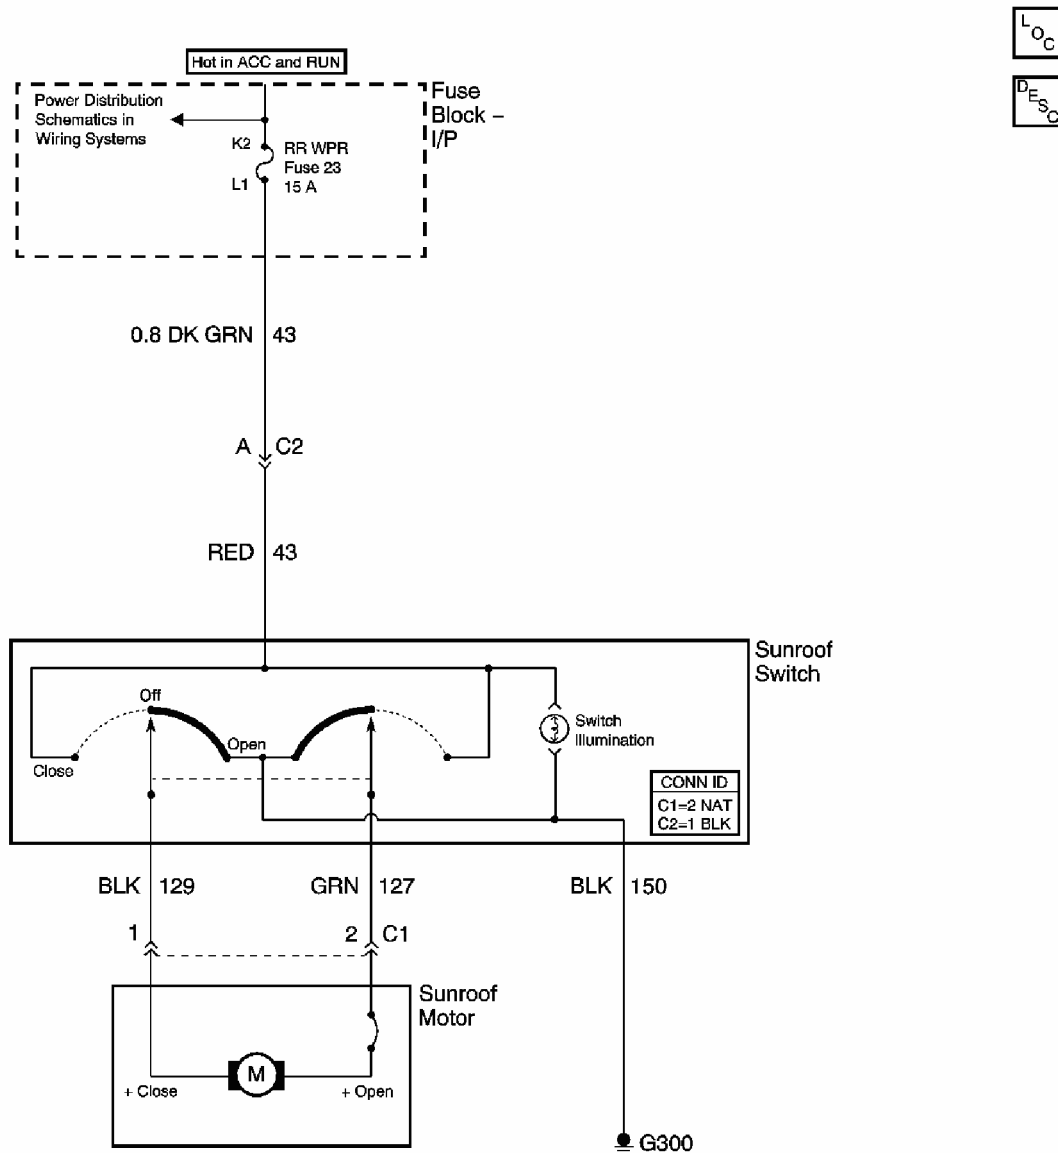 LOC
DESC
Hot in ACC and RUN
Fuse
Block –
I/P
Power Distribution
Schematics in
Wiring Systems
K2
RR WPR
Fuse 23
15 A
L1
0.8 DK GRN 43
A C2
RED 43
Sunroof
Switch
Off
Open
Close
Switch
Illumination
CONN ID
C1=2 NAT
C2=1 BLK
BLK 129
GRN 127
BLK 150
1
2 C1
Sunroof
Motor
M
+ Close
+ Open
G300